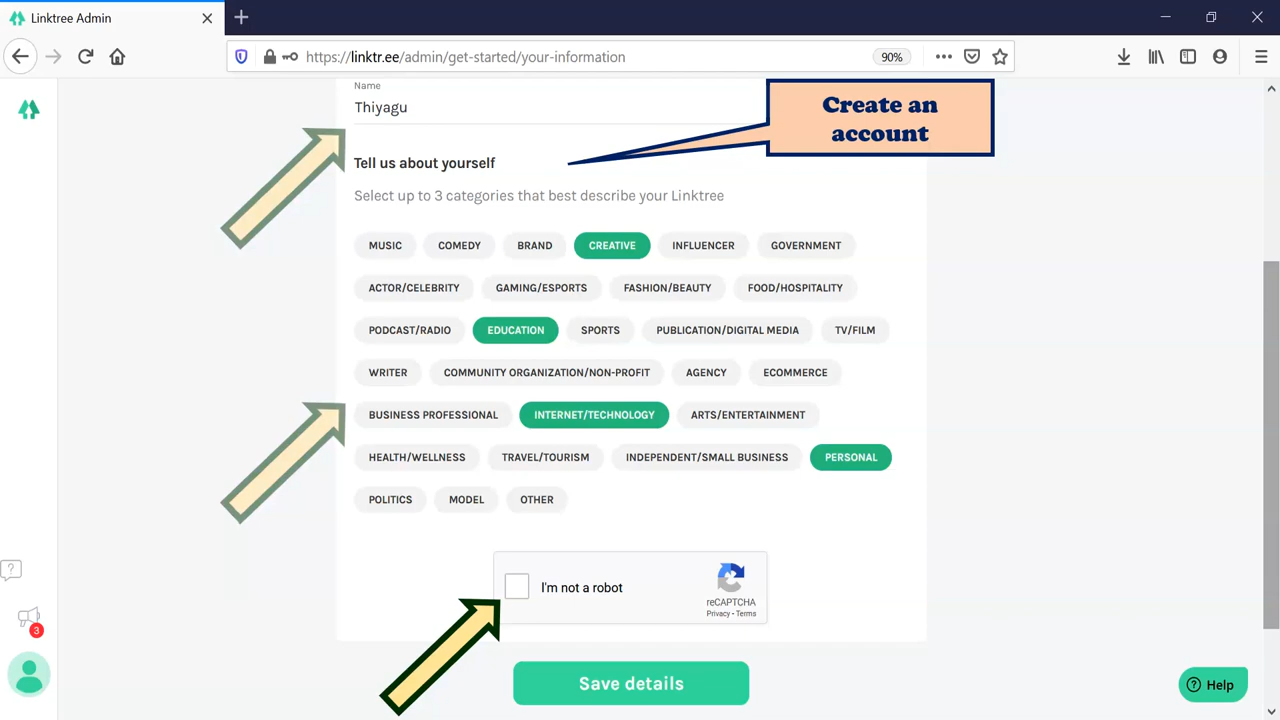 Linktree Admin
https://linktr.ee/admin/get-started/your-information
90%
Name
Thiyagu
Create an
account
Tell us about yourself
Select up to 3 categories that best describe your Linktree
MUSIC COMEDY BRAND CREATIVE INFLUENCER GOVERNMENT
ACTOR/CELEBRITY GAMING/ESPORTS FASHION/BEAUTY FOOD/HOSPITALITY
PODCAST/RADIO EDUCATION SPORTS PUBLICATION/DIGITAL MEDIA TV/FILM
WRITER COMMUNITY ORGANIZATION/NON-PROFIT AGENCY ECOMMERCE
BUSINESS PROFESSIONAL INTERNET/TECHNOLOGY ARTS/ENTERTAINMENT
HEALTH/WELLNESS TRAVEL/TOURISM INDEPENDENT/SMALL BUSINESS PERSONAL
POLITICS MODEL OTHER
I'm not a robot
reCAPTCHA
Privacy - Terms
3
Save details
? Help